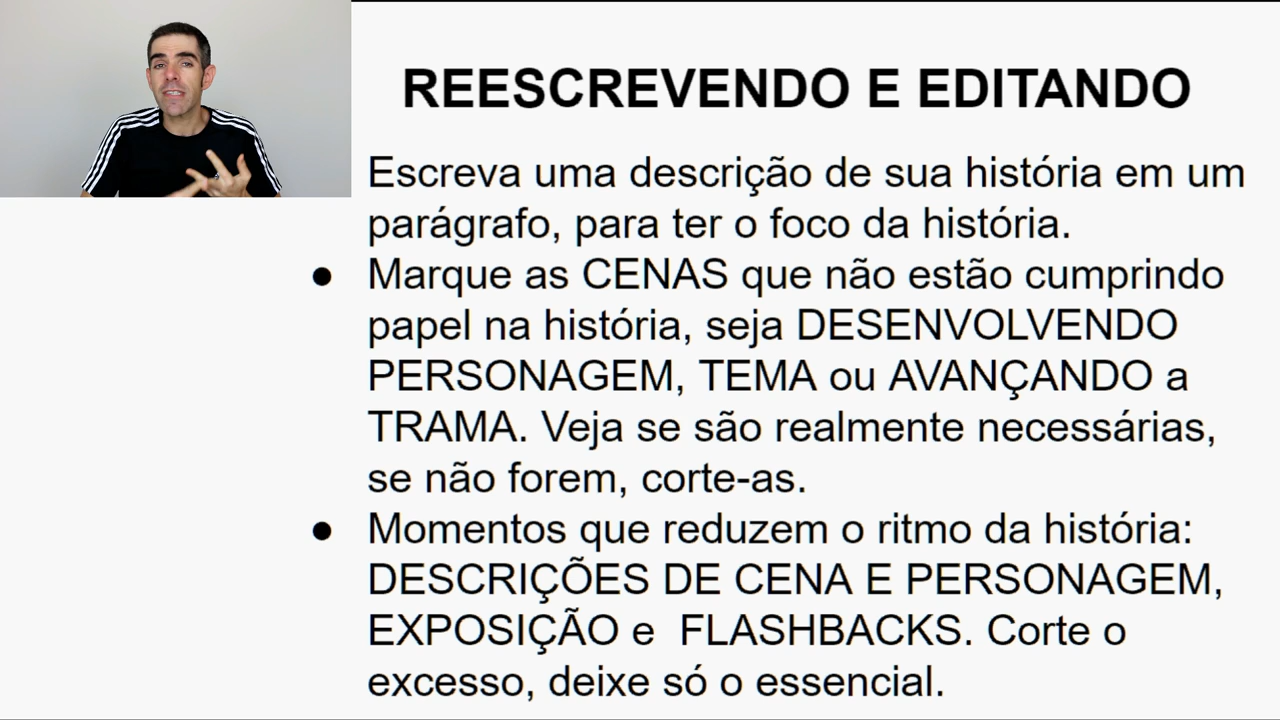 REESCREVENDO E EDITANDO
Escreva uma descrição de sua história em um
parágrafo, para ter o foco da história.
● Marque as CENAS que não estão cumprindo
papel na história, seja DESENVOLVENDO
PERSONAGEM, TEMA ou AVANÇANDO a
TRAMA. Veja se são realmente necessárias,
se não forem, corte-as.
● Momentos que reduzem o ritmo da história:
DESCRIÇÕES DE CENA E PERSONAGEM,
EXPOSIÇÃO e  FLASHBACKS. Corte o
excesso, deixe só o essencial.